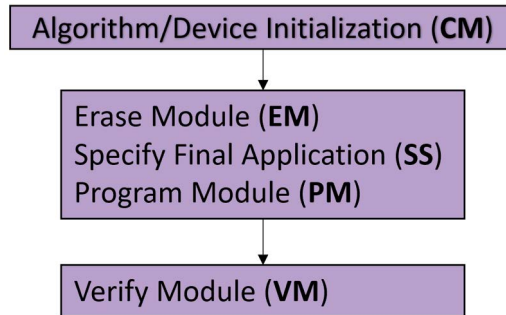 Algorithm/Device Initialization (CM)
Erase Module (EM)
Specify Final Application (SS)
Program Module (PM)
Verify Module (VM)